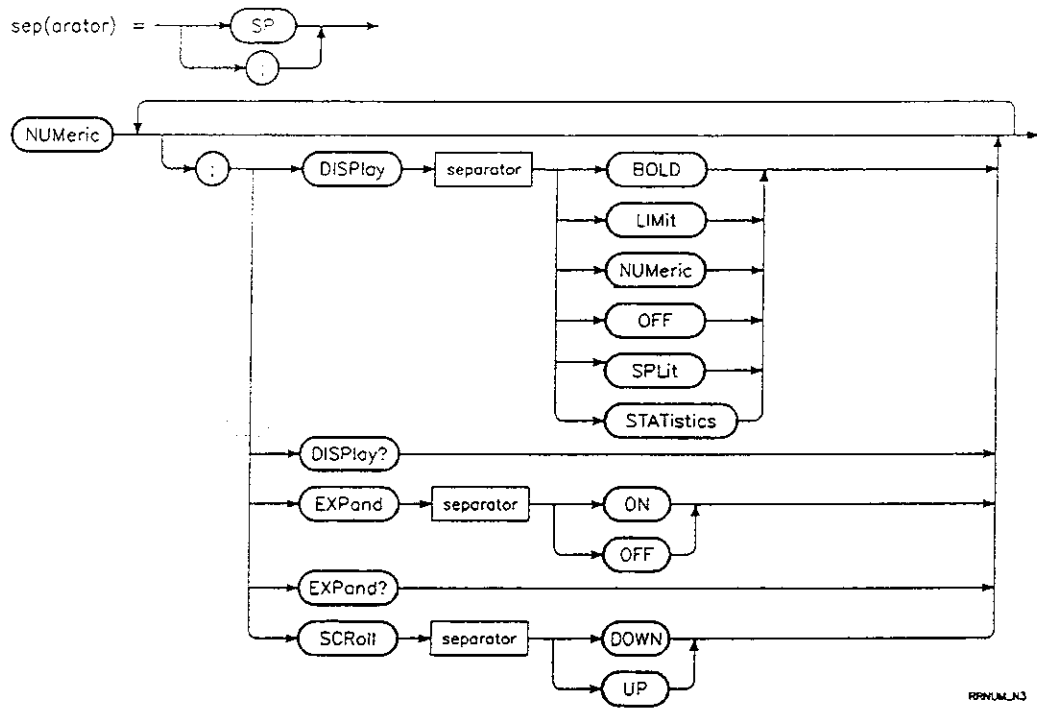 sep(arator) =
SP
:
NUMeric
: DISPlay separator BOLD
LIMit
NUMeric
OFF
SPLit
STATistics
DISPlay?
EXPand separator ON
OFF
EXPand?
SCRoll separator DOWN
UP
RRNUM_N3